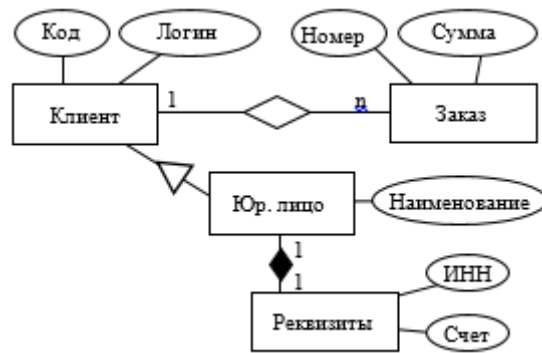 Код
Логин
Номер
Сумма
Клиент
1
n
Заказ
Юр. лицо
Наименование
1
1
Реквизиты
ИНН
Счет